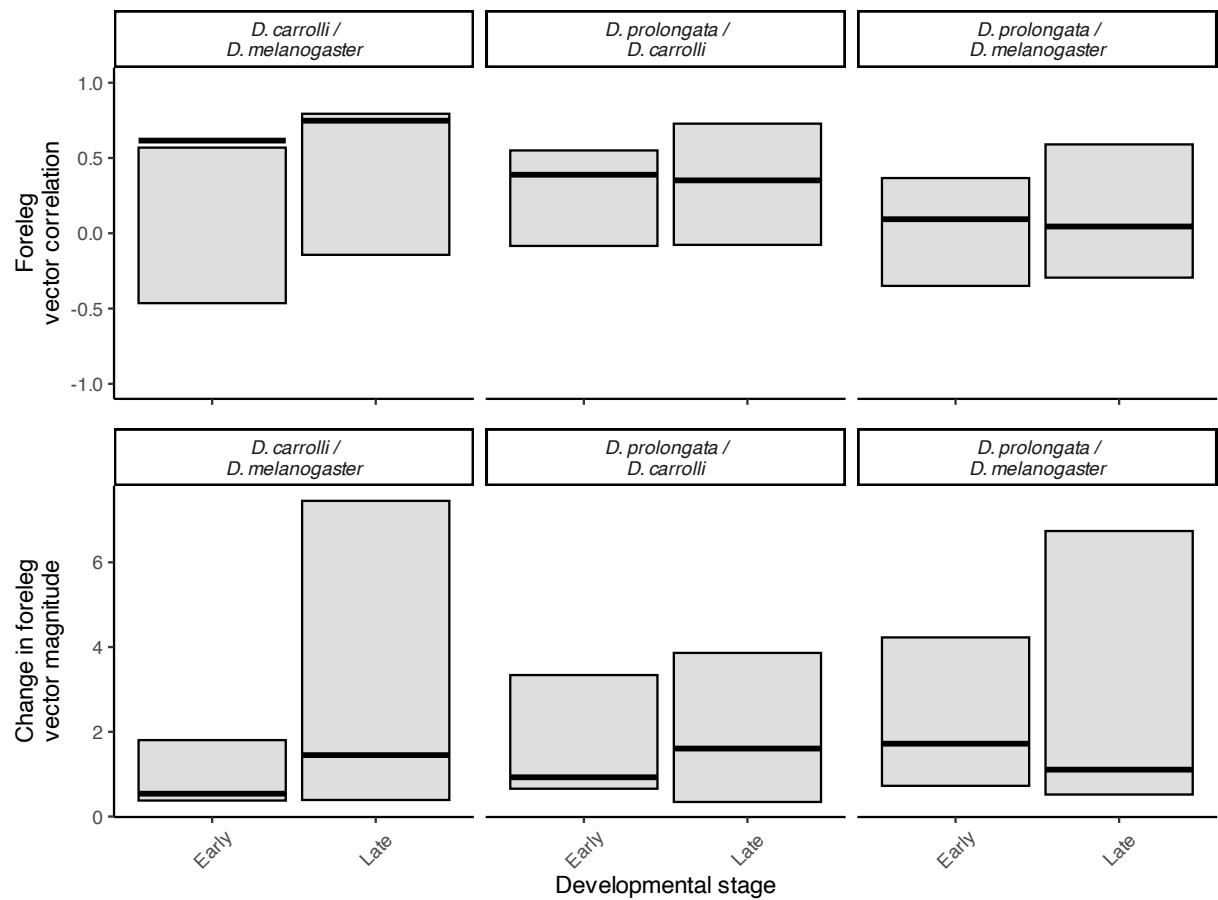 D. carrolli /
D. melanogaster
D. prolongata /
D. carrolli
D. prolongata /
D. melanogaster
Foreleg
vector correlation
1.0
0.5
0.0
-0.5
-1.0
D. carrolli /
D. melanogaster
D. prolongata /
D. carrolli
D. prolongata /
D. melanogaster
Change in foreleg
vector magnitude
6
4
2
0
Early
Late
Early
Late
Early
Late
Developmental stage